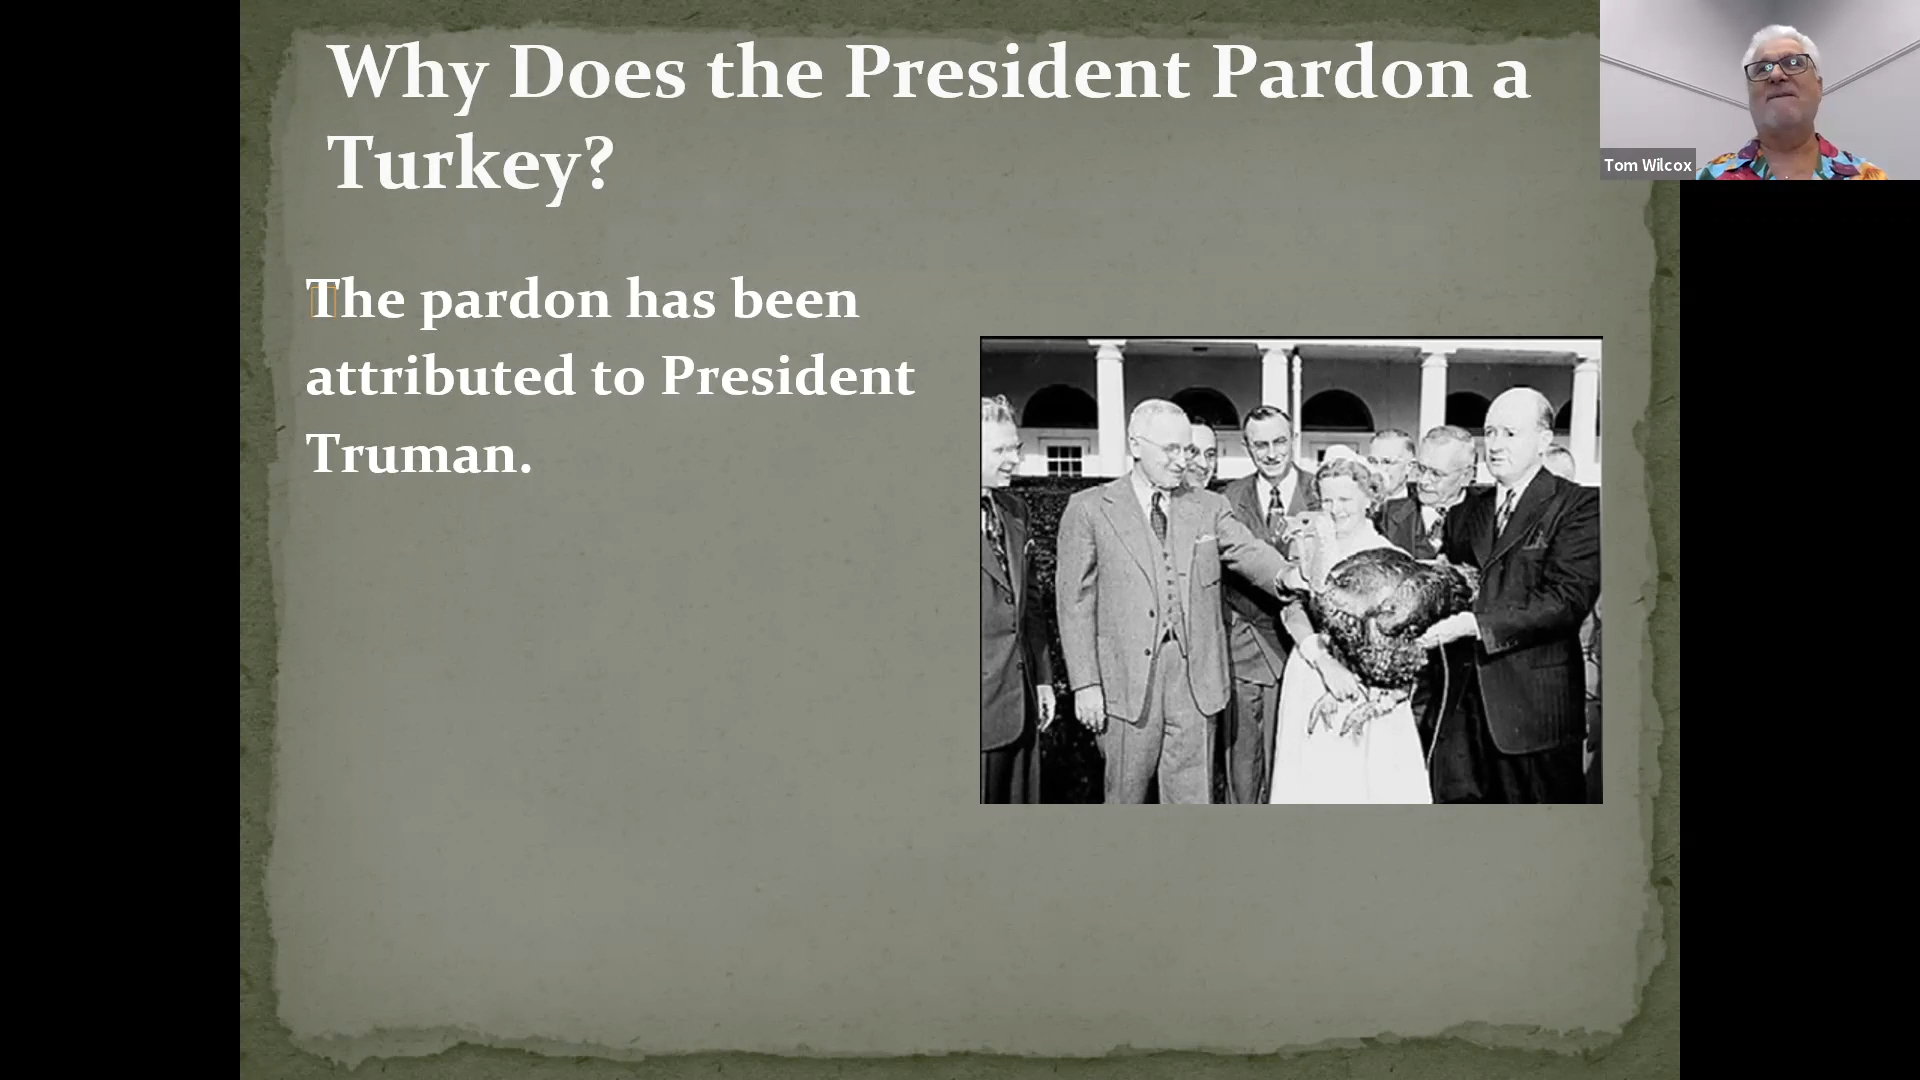 Why Does the President Pardon a
Turkey?
The pardon has been
attributed to President
Truman.
Tom Wilcox